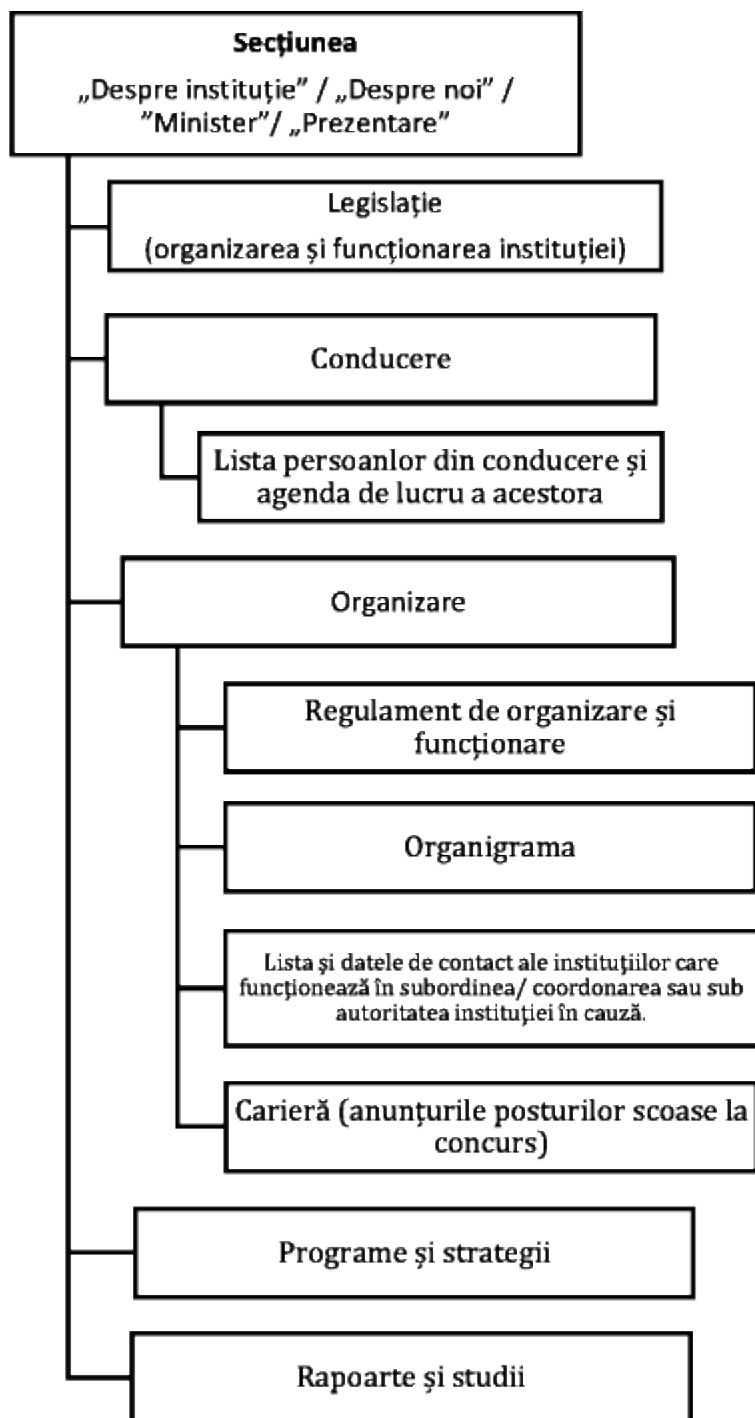 Secțiunea
„Despre instituție” / „Despre noi” /
”Minister”/ „Prezentare”
Legislație
(organizarea și funcționarea instituției)
Conducere
Lista persoanlor din conducere și
agenda de lucru a acestora
Organizare
Regulament de organizare și
funcționare
Organigrama
Lista și datele de contact ale instituțiilor care
funcționează în subordinea/ coordonarea sau sub
autoritatea instituției în cauză.
Carieră (anunțurile posturilor scoase la
concurs)
Programe și strategii
Rapoarte și studii